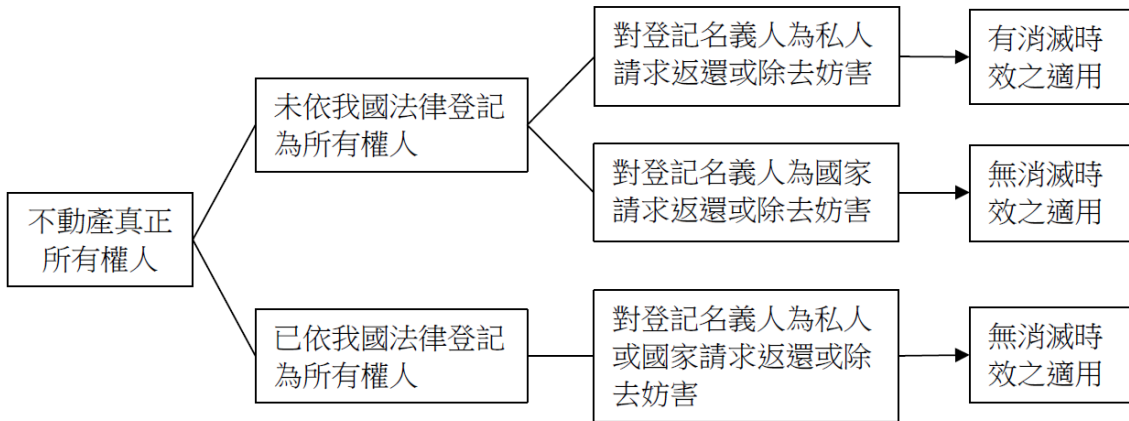 不動產真正
所有權人
未依我國法律登記
為所有權人
對登記名義人為私人
請求返還或除去妨害
有消滅時
效之適用
對登記名義人為國家
請求返還或除去妨害
無消滅時
效之適用
已依我國法律登記
為所有權人
對登記名義人為私人
或國家請求返還或除
去妨害
無消滅時
效之適用